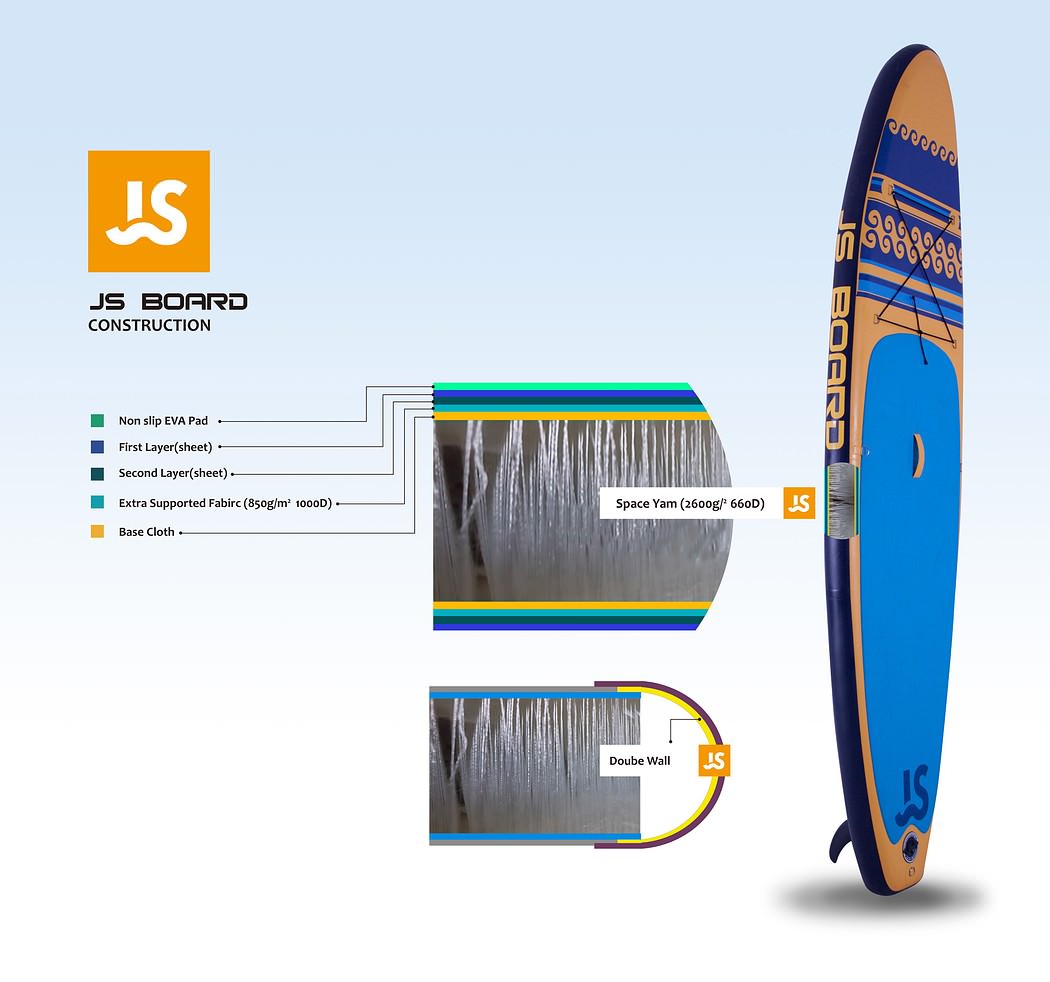 JS
JS BOARD
CONSTRUCTION
Non slip EVA Pad
First Layer(sheet)
Second Layer(sheet)
Extra Supported Fabirc (850g/m² 1000D)
Base Cloth
Space Yam (2600g/² 660D)
JS
Doube Wall
JS
JS BOARD
JS